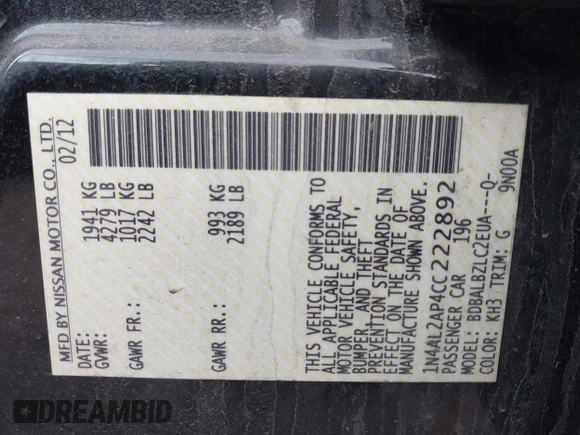 MFD BY NISSAN MOTOR CO., LTD.
DATE: 02/12
GVWR: 1941 KG
4279 LB
GAWR FR.: 1017 KG
2242 LB
GAWR RR.: 993 KG
2189 LB
THIS VEHICLE CONFORMS TO
ALL APPLICABLE FEDERAL
MOTOR VEHICLE SAFETY,
BUMPER, AND THEFT
PREVENTION STANDARDS IN
EFFECT ON THE DATE OF
MANUFACTURE SHOWN ABOVE.
1N4AL2AP4CC222892
PASSENGER CAR 196
MODEL: BDBALBZLC2EUA---O-
COLOR: KH3 TRIM: G 9N00A
DREAMBID